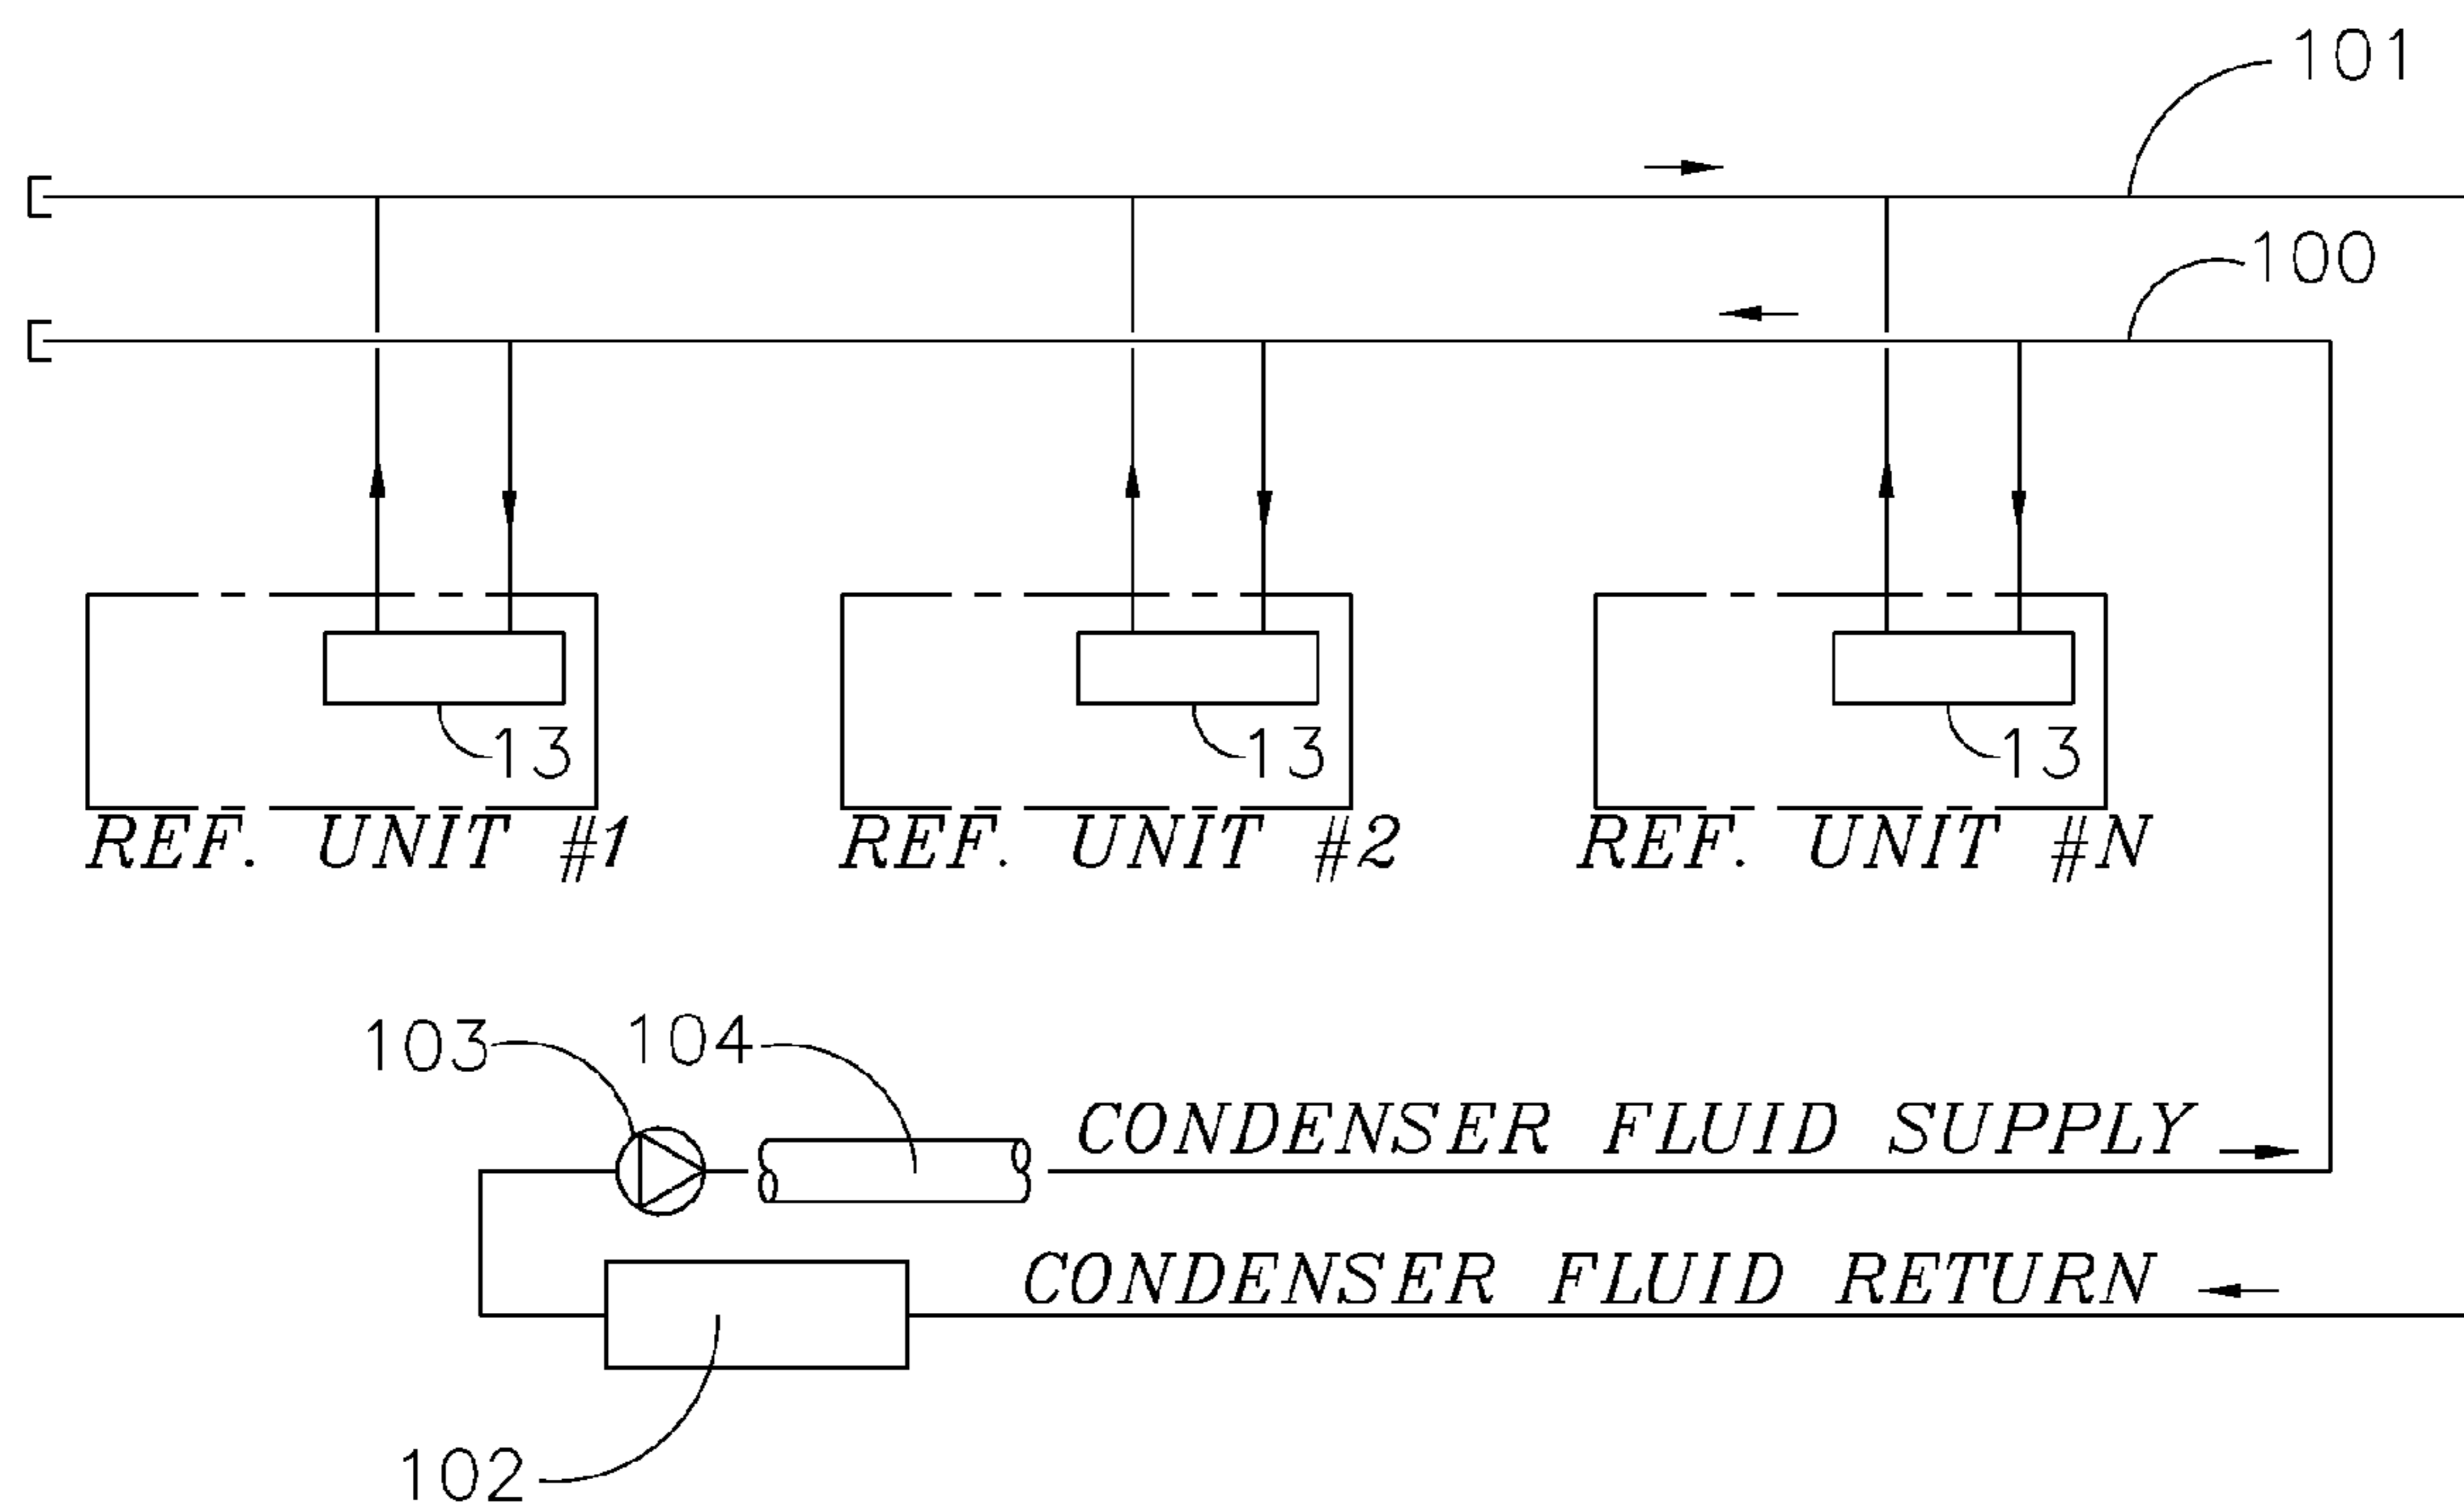 101
100
13
13
13
REF. UNIT #1
REF. UNIT #2
REF. UNIT #N
103
104
CONDENSER FLUID SUPPLY
CONDENSER FLUID RETURN
102